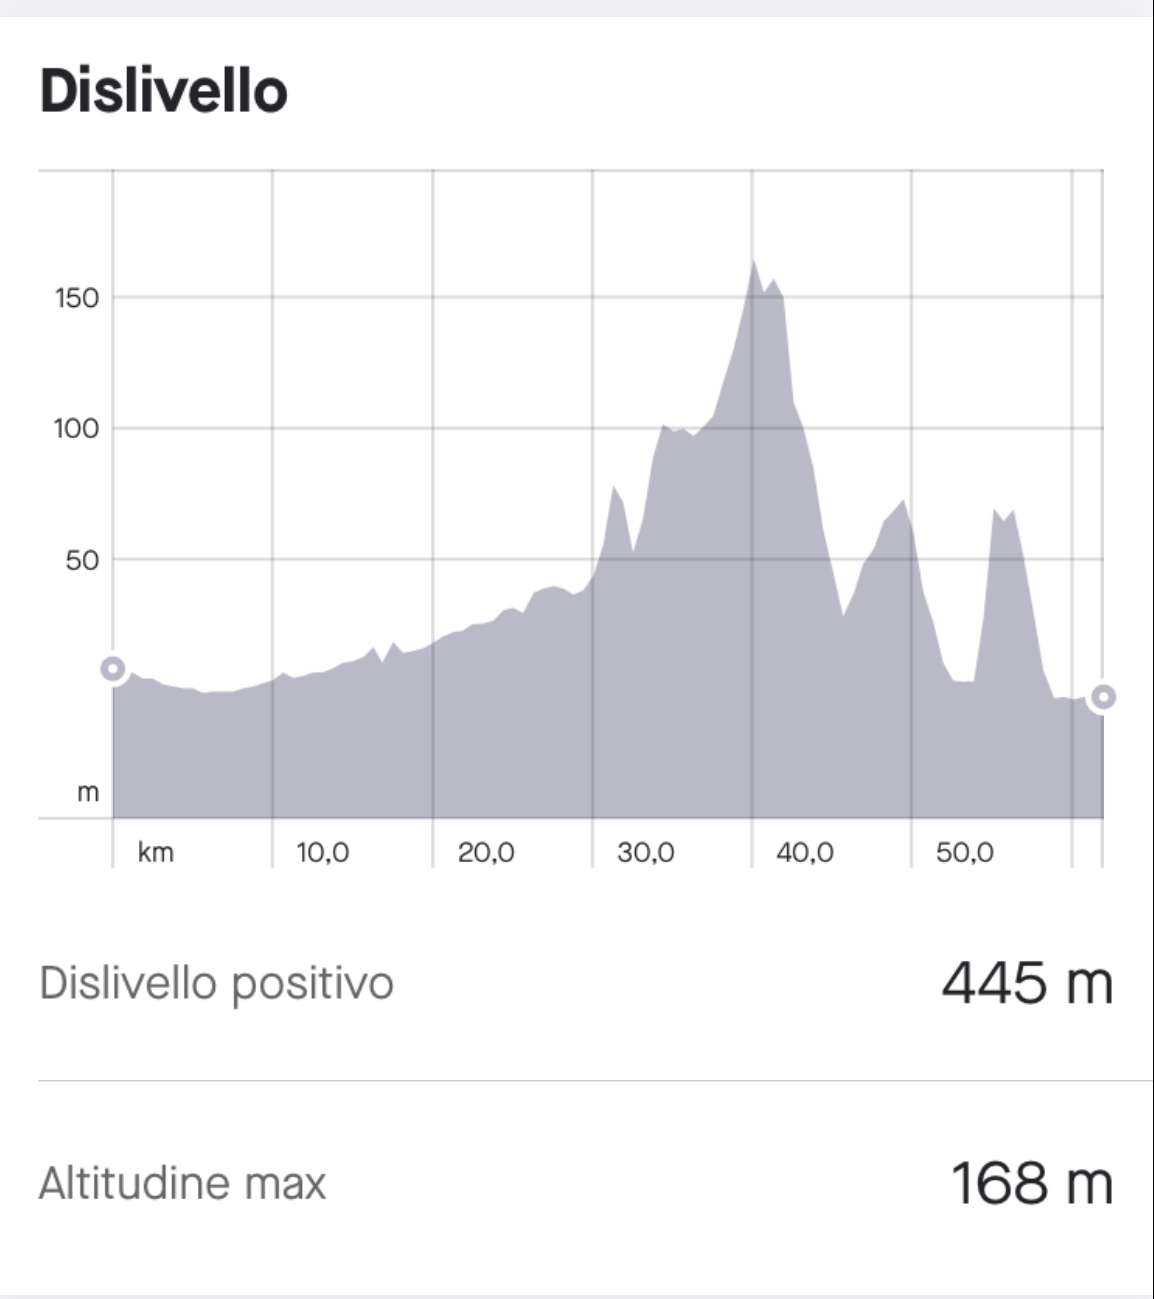 Dislivello
150
100
50
m
km 10,0 20,0 30,0 40,0 50,0
Dislivello positivo 445 m
Altitudine max 168 m